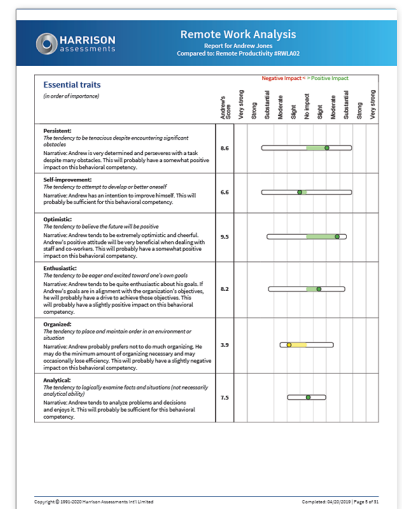 HARRISON
assessments
Remote Work Analysis
Report for Andrew Jones
Compared to: Remote Productivity #RWLA02
Essential traits
(in order of importance)
Negative Impact < > Positive Impact
Andrew's Score
Very strong
Strong
Substantial
Moderate
Slight
No impact
Slight
Moderate
Substantial
Strong
Very strong
Persistent:
The tendency to be tenacious despite encountering significant
obstacles
Narrative: Andrew is very determined and perseveres with a task
despite many obstacles. This will probably have a somewhat positive
impact on this behavioral competency.
8.6
Self-improvement:
The tendency to attempt to develop or better oneself
Narrative: Andrew has an intention to improve himself. This will
probably be sufficient for this behavioral competency.
6.6
Optimistic:
The tendency to believe the future will be positive
Narrative: Andrew tends to be extremely optimistic and cheerful.
Andrew's positive attitude will be very beneficial when dealing with
staff and co-workers. This will probably have a somewhat positive
impact on this behavioral competency.
9.5
Enthusiastic:
The tendency to be eager and excited toward one's own goals
Narrative: Andrew tends to be quite enthusiastic about his goals. If
Andrew's goals are in alignment with the organization's objectives,
he will probably have a drive to achieve those objectives. This
will probably have a slightly positive impact on this behavioral
competency.
8.2
Organized:
The tendency to place and maintain order in an environment or
situation
Narrative: Andrew probably prefers not to do much organizing. He
may do the minimum amount of organizing necessary and may
occasionally lose efficiency. This will probably have a slightly negative
impact on this behavioral competency.
3.9
Analytical:
The tendency to logically examine facts and situations (not necessarily
analytical ability)
Narrative: Andrew tends to analyze problems and decisions
and enjoys it. This will probably be sufficient for this behavioral
competency.
7.5
Copyright © 1991-2020 Harrison Assessments Int'l Limited
Completed: 04/20/2019 | Page 5 of 31